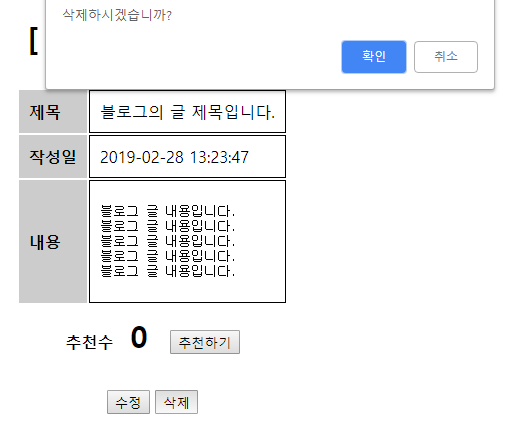 삭제하시겠습니까?
확인 취소
[
제목 블로그의 글 제목입니다.
작성일 2019-02-28 13:23:47
내용
블로그 글 내용입니다.
블로그 글 내용입니다.
블로그 글 내용입니다.
블로그 글 내용입니다.
블로그 글 내용입니다.
추천수 0 추천하기
수정 삭제